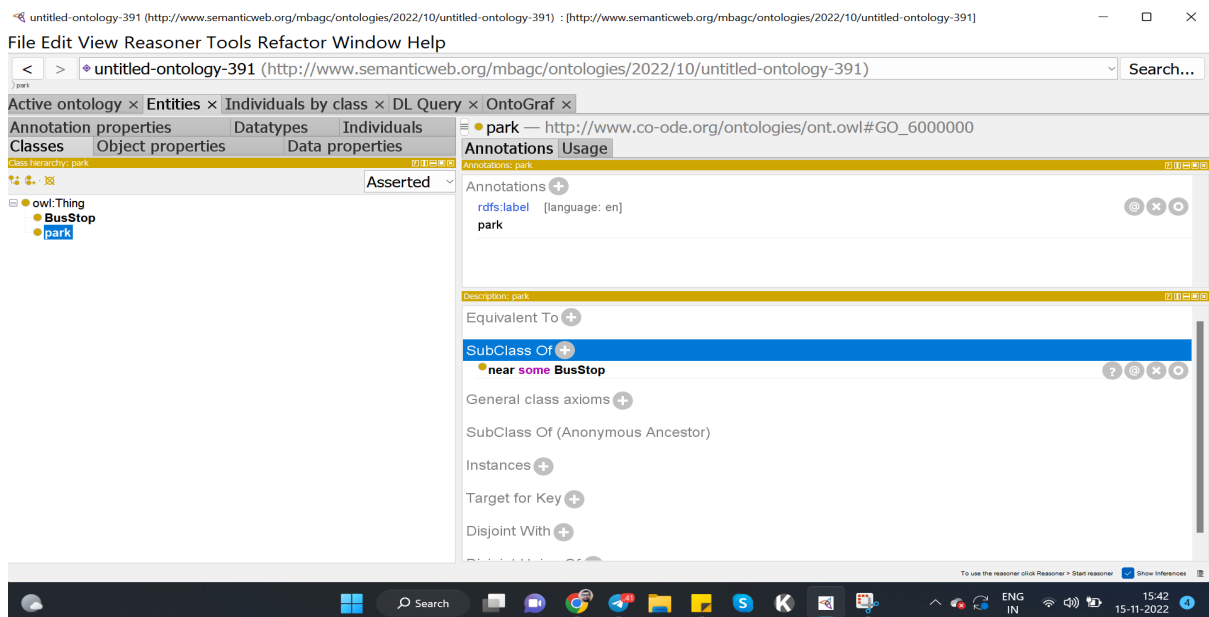 untitled-ontology-391 (http://www.semanticweb.org/mbagc/ontologies/2022/10/untitled-ontology-391) : [http://www.semanticweb.org/mbagc/ontologies/2022/10/untitled-ontology-391]
File Edit View Reasoner Tools Refactor Window Help
< > untitled-ontology-391 (http://www.semanticweb.org/mbagc/ontologies/2022/10/untitled-ontology-391) Search...
park
Active ontology × Entities × Individuals by class × DL Query × OntoGraf ×
Annotation properties Datatypes Individuals
Classes Object properties Data properties
Class hierarchy: park
Asserted
owl:Thing
BusStop
park
park — http://www.co-ode.org/ontologies/ont.owl#GO_6000000
Annotations Usage
Annotations: park
Annotations
rdfs:label [language: en]
park
Description: park
Equivalent To
SubClass Of
near some BusStop
General class axioms
SubClass Of (Anonymous Ancestor)
Instances
Target for Key
Disjoint With
To use the reasoner click Reasoner > Start reasoner Show Inferences
Search
41
S
K
ENG
IN
15:42
15-11-2022
4